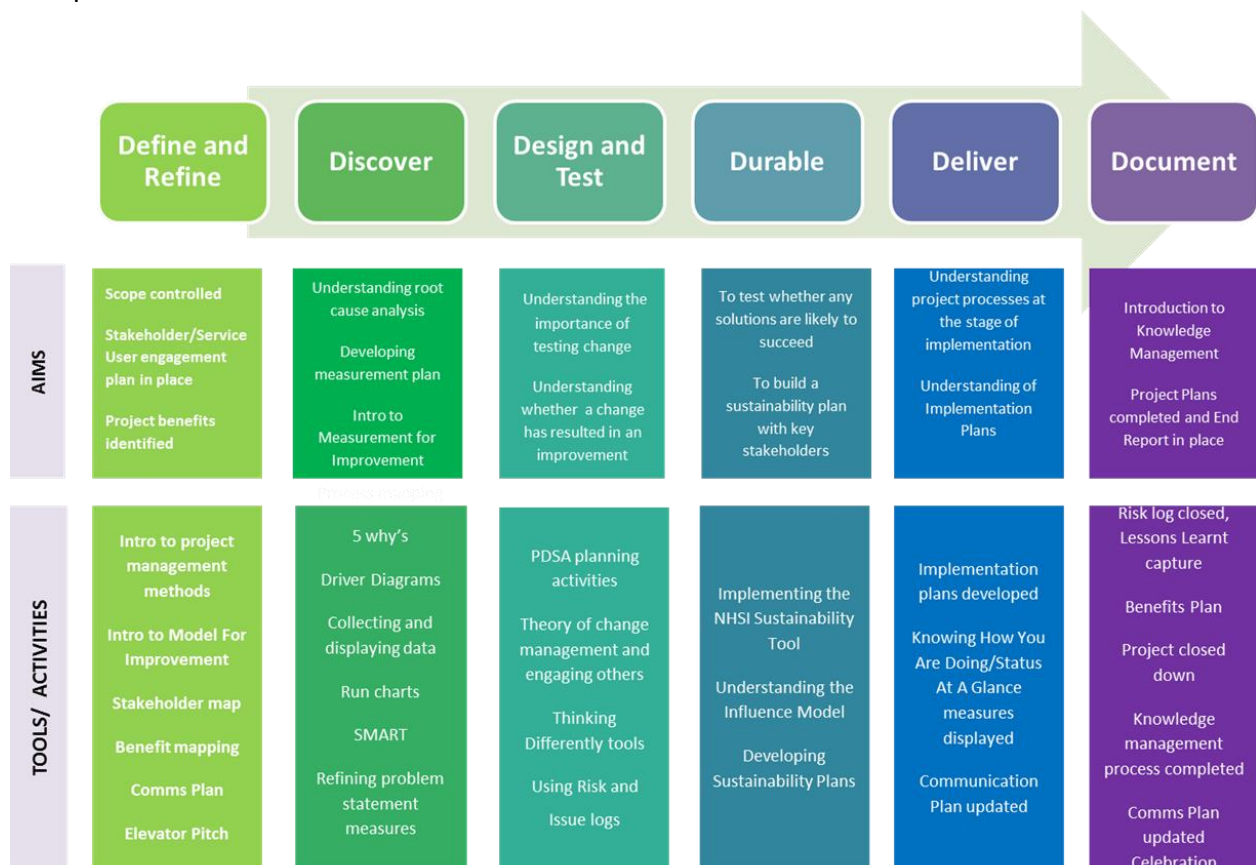 Define and
Refine
Discover
Design and
Test
Durable
Deliver
Document
AIMS
Scope controlled
Stakeholder/Service
User engagement
plan in place
Project benefits
identified
Understanding root
cause analysis
Developing
measurement plan
Intro to
Measurement for
Improvement
Understanding the
importance of
testing change
Understanding
whether a change
has resulted in an
improvement
To test whether any
solutions are likely to
succeed
To build a
sustainability plan
with key
stakeholders
Understanding
project processes at
the stage of
implementation
Understanding of
Implementation
Plans
Introduction to
Knowledge
Management
Project Plans
completed and End
Report in place
TOOLS/ ACTIVITIES
Intro to project
management
methods
Intro to Model For
Improvement
Stakeholder map
Benefit mapping
Comms Plan
Elevator Pitch
Process mapping
5 why's
Driver Diagrams
Collecting and
displaying data
Run charts
SMART
Refining problem
statement
measures
PDSA planning
activities
Theory of change
management and
engaging others
Thinking
Differently tools
Using Risk and
Issue logs
Implementing the
NHSI Sustainability
Tool
Understanding the
Influence Model
Developing
Sustainability Plans
Implementation
plans developed
Knowing How You
Are Doing/Status
At A Glance
measures
displayed
Communication
Plan updated
Risk log closed,
Lessons Learnt
capture
Benefits Plan
Project closed
down
Knowledge
management
process completed
Comms Plan
updated
Celebration